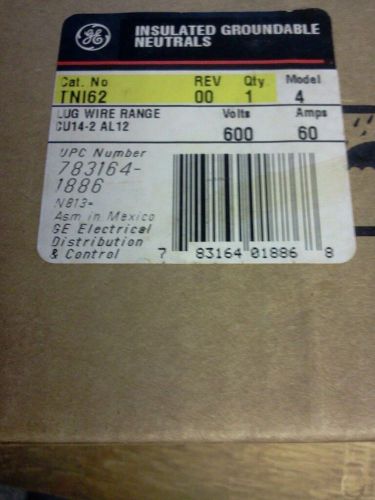 GE
INSULATED GROUNDABLE
NEUTRALS
Cat. No REV Qty. Model
TNI62 00 1 4
LUG WIRE RANGE Volts Amps
CU14-2 AL12 600 60
UPC Number
783164-
1886
N813-
Asm in Mexico
GE Electrical
Distribution
& Control
7 83164 01886 8